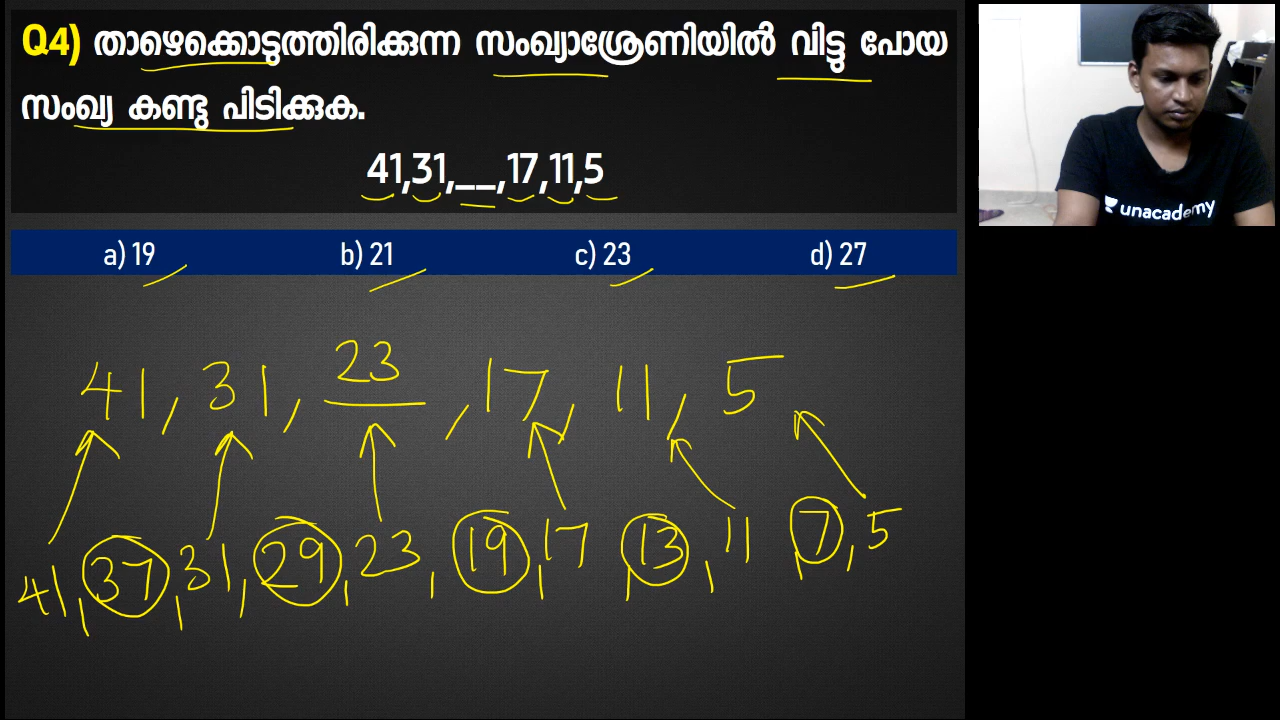 Q4) താഴെക്കൊടുത്തിരിക്കുന്ന സംഖ്യാശ്രേണിയിൽ വിട്ടു പോയ
സംഖ്യ കണ്ടു പിടിക്കുക.
41,31,__,17,11,5
a) 19 b) 21 c) 23 d) 27
41, 31, 23, 17, 11, 5
41, 37, 31, 29, 23, 19, 17, 13, 11, 7, 5
unacademy